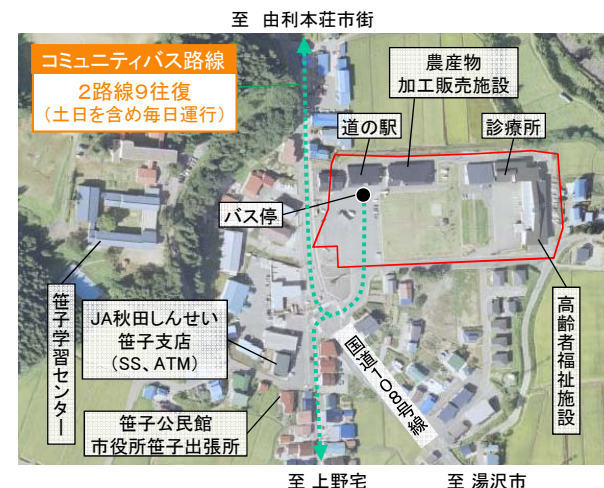 至 由利本荘市街
コミュニティバス路線
2路線9往復
（土日を含め毎日運行）
農産物
加工販売施設
道の駅
診療所
バス停
笹子学習センター
JA秋田しんせい
笹子支店
（SS、ATM）
国道108号線
高齢者福祉施設
笹子公民館
市役所笹子出張所
至 上野宅
至 湯沢市